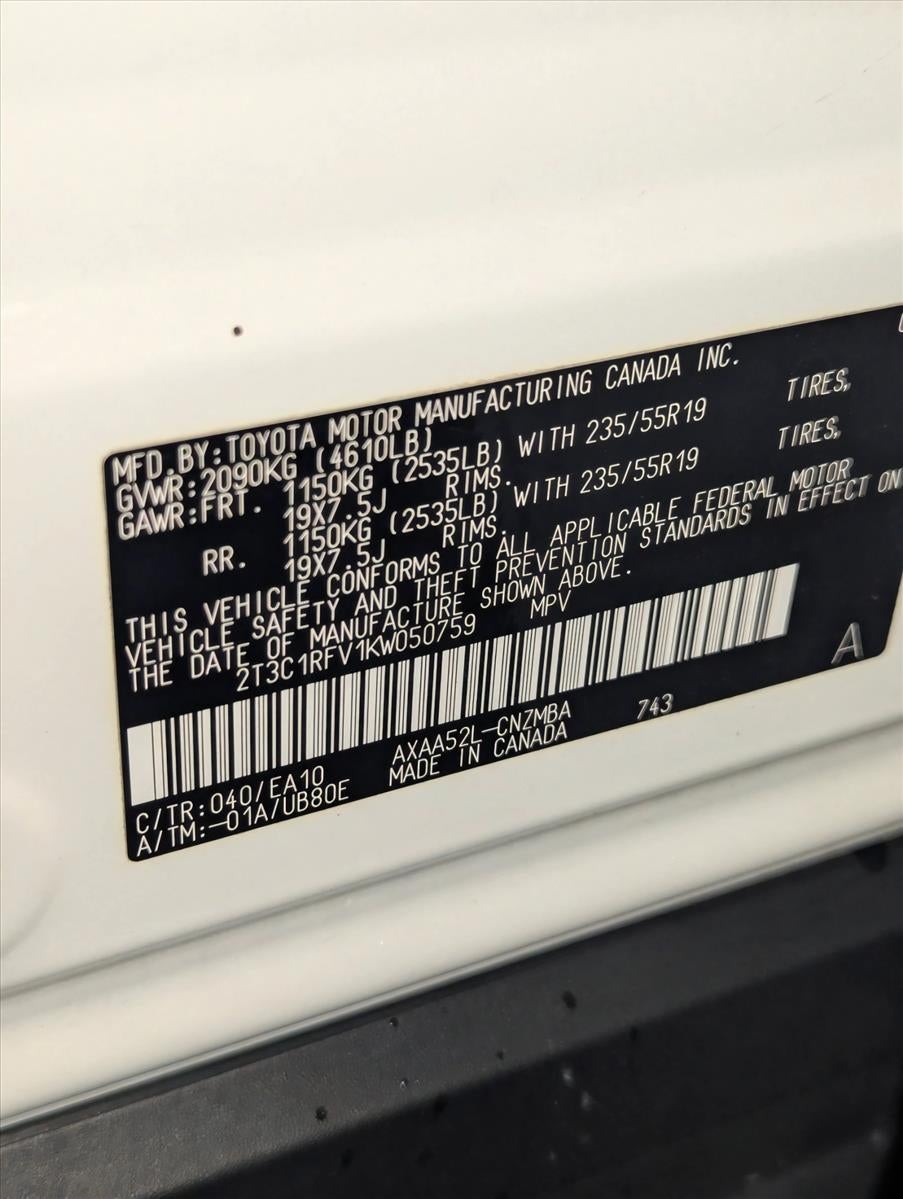 MFD.BY:TOYOTA MOTOR MANUFACTURING CANADA INC.
GVWR:2090KG (4610LB)
GAWR:FRT. 1150KG (2535LB) WITH 235/55R19 TIRES,
19X7.5J RIMS.
RR. 1150KG (2535LB) WITH 235/55R19 TIRES,
19X7.5J RIMS.
THIS VEHICLE CONFORMS TO ALL APPLICABLE FEDERAL MOTOR
VEHICLE SAFETY AND THEFT PREVENTION STANDARDS IN EFFECT ON
THE DATE OF MANUFACTURE SHOWN ABOVE.
2T3C1RFV1KW050759 MPV
A
C/TR:040/EA10 AXAA52L-CNZMBA 743
A/TM:-01A/UB80E MADE IN CANADA